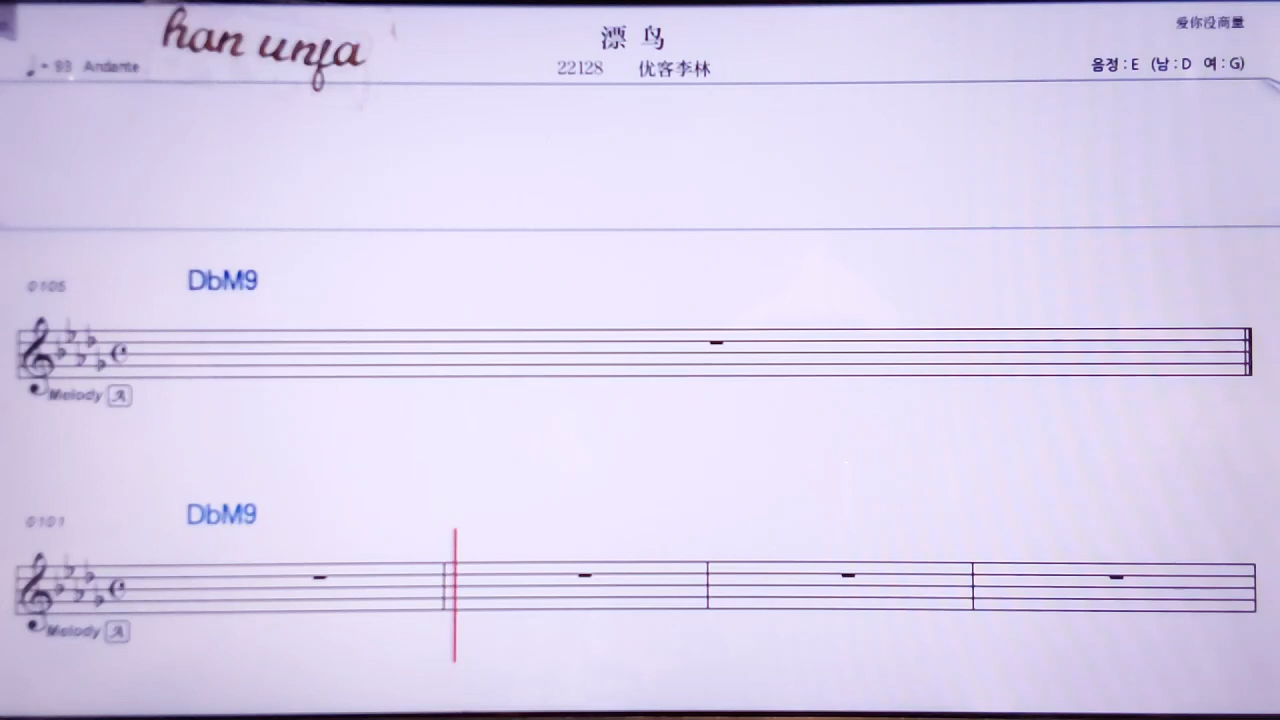 han unfa
漂 鸟
爱你没商量
♩= 93 Andante
22128 优客李林
음정 : E (남 : D 여 : G)
0105
DbM9
Melody A
0101
DbM9
Melody A